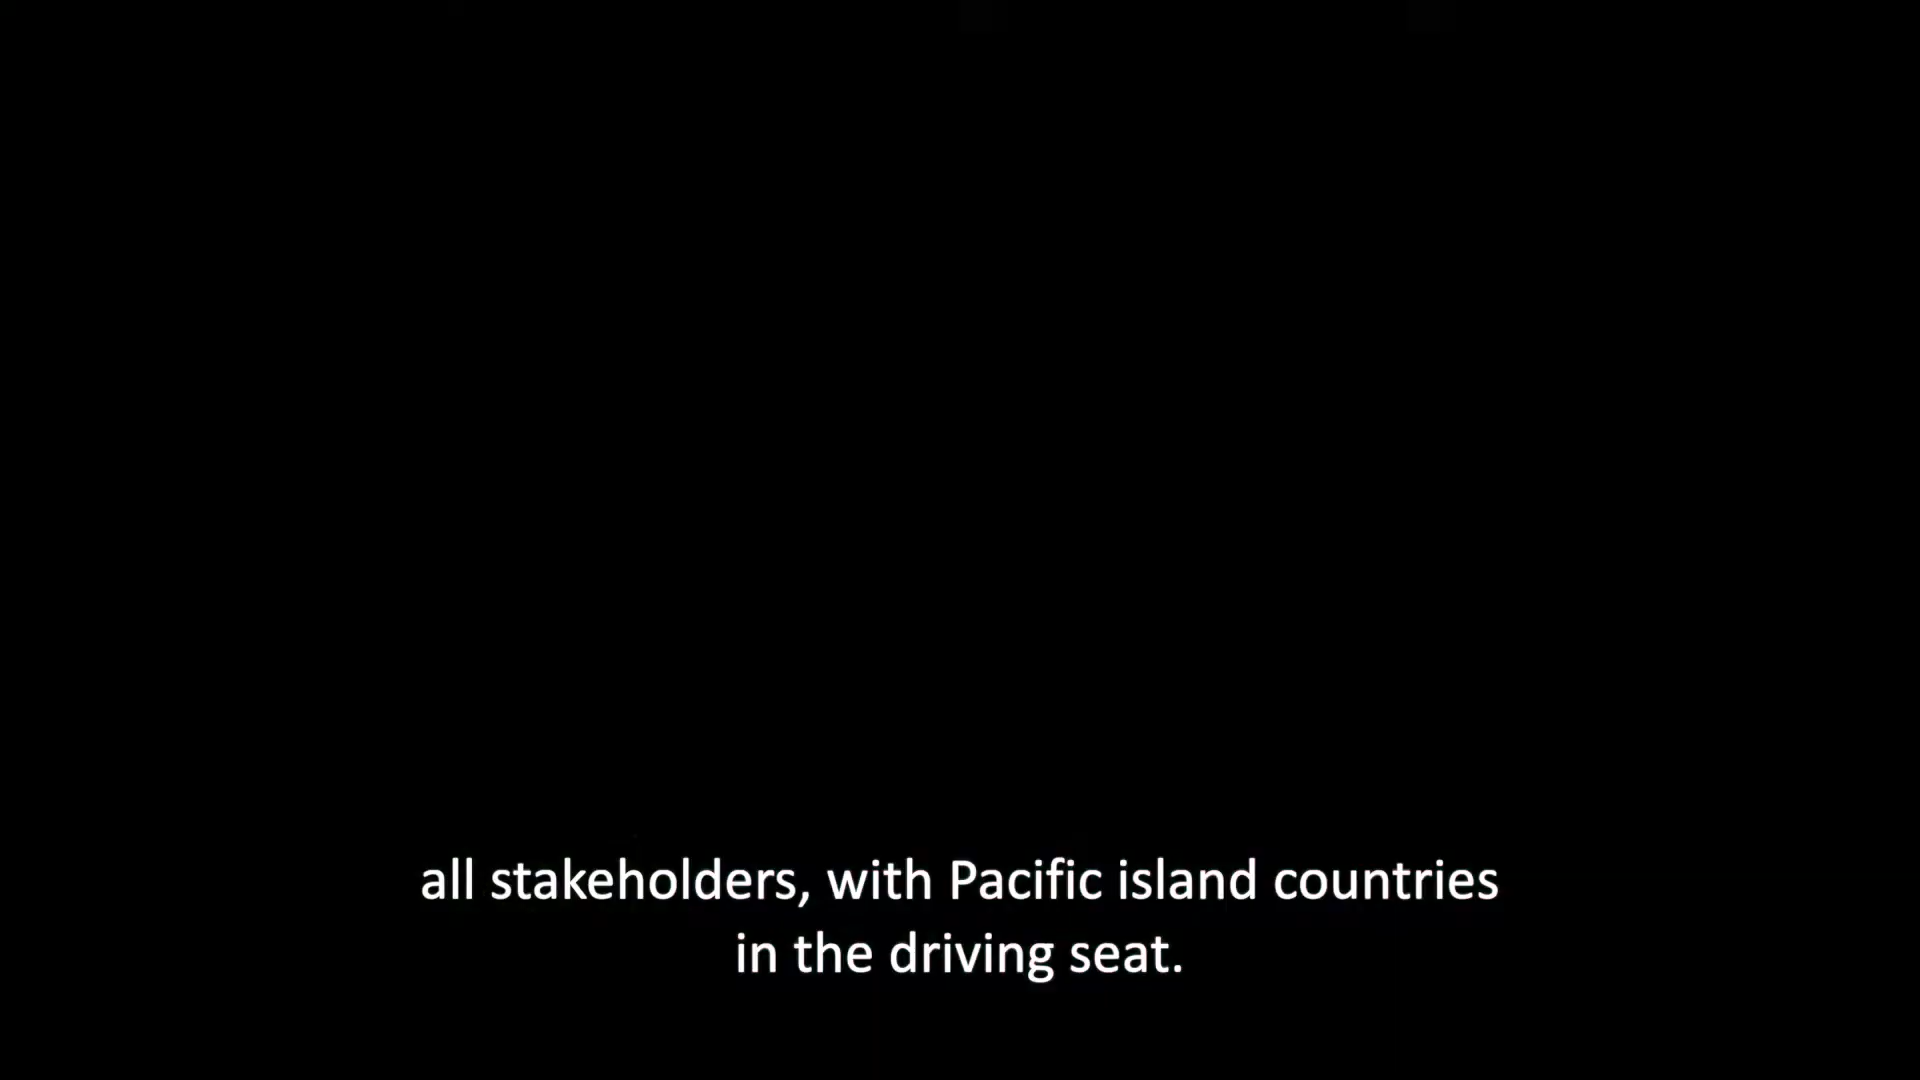 all stakeholders, with Pacific island countries
in the driving seat.